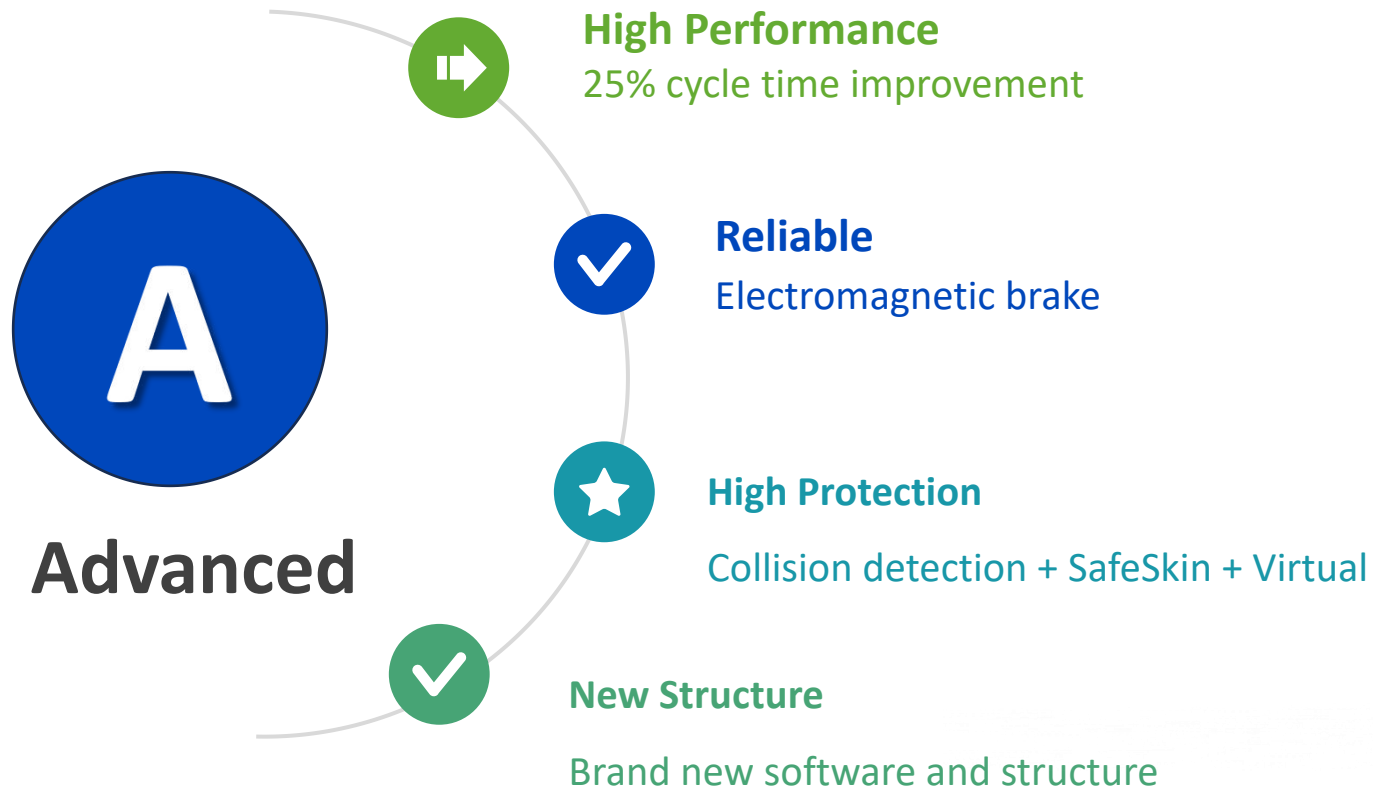 High Performance
25% cycle time improvement
A
Reliable
Electromagnetic brake
High Protection
Advanced
Collision detection + SafeSkin + Virtual
New Structure
Brand new software and structure